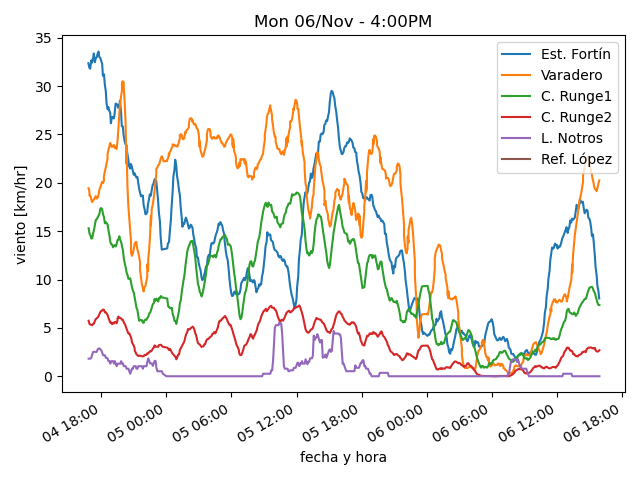 Mon 06/Nov - 4:00PM
35
30
25
20
15
10
5
0
viento [km/hr]
Est. Fortín
Varadero
C. Runge1
C. Runge2
L. Notros
Ref. López
04 18:00
05 00:00
05 06:00
05 12:00
05 18:00
06 00:00
06 06:00
06 12:00
06 18:00
fecha y hora